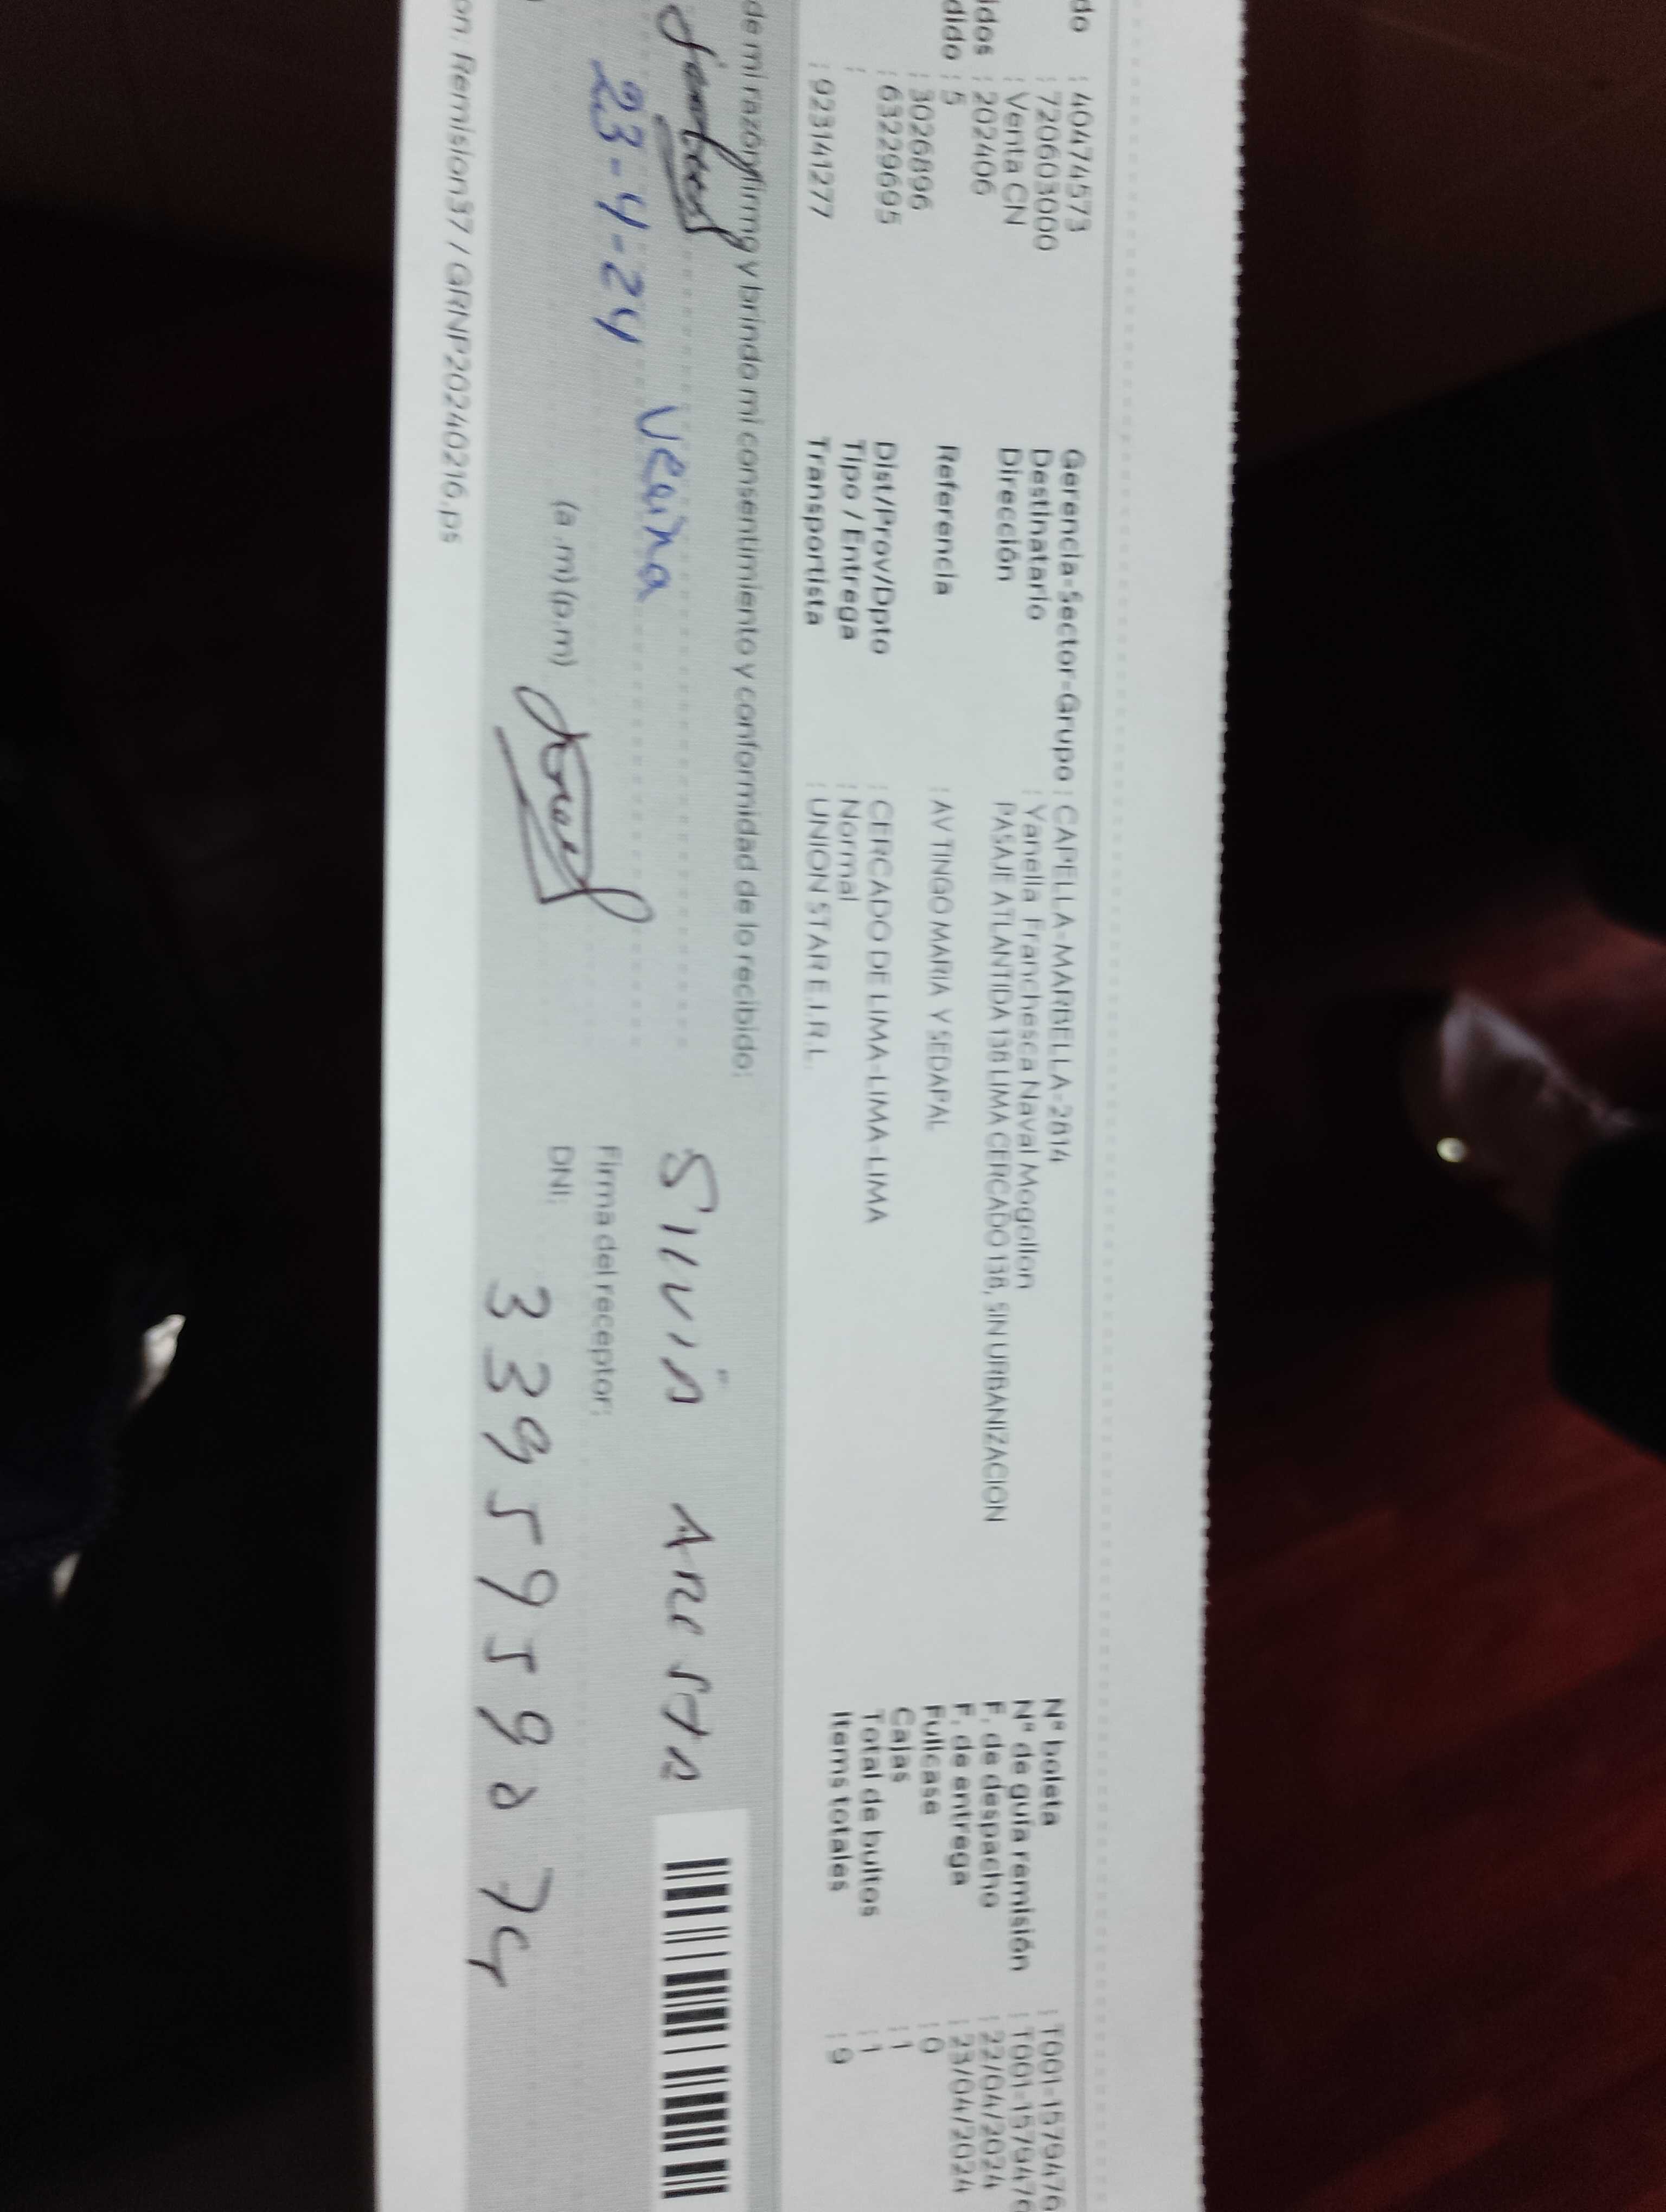 do : 40474573
: 720603000
: Venta CN
idos : 202406
dido : 5
: 3026896
: 63229695
:
: 923141277
Gerencia-Sector-Grupo : CAPELLA-MARBELLA-2814
Destinatario : Yanella Franchesca Naval Mogollon
Dirección PASAJE ATLANTIDA 138 LIMA CERCADO 138, SIN URBANIZACION
Referencia : AV TINGO MARIA Y SEDAPAL
Dist/Prov/Dpto : CERCADO DE LIMA-LIMA-LIMA
Tipo / Entrega : Normal
Transportista : UNION STAR E.I.R.L.
N° boleta : T001-1579476
N° de guía remisión : T001-1579476
F. de despacho : 22/04/2024
F. de entrega : 23/04/2024
Fullcase : 0
Cajas : 1
Total de bultos : 1
Items totales : 9
de mi razón, firmo y brindo mi consentimiento y conformidad de lo recibido:
Silvia
Vecina
23-4-24
Firma del receptor:
(a.m) (p.m)
DNI:
on. Remision37 / GRNP20240216.ps